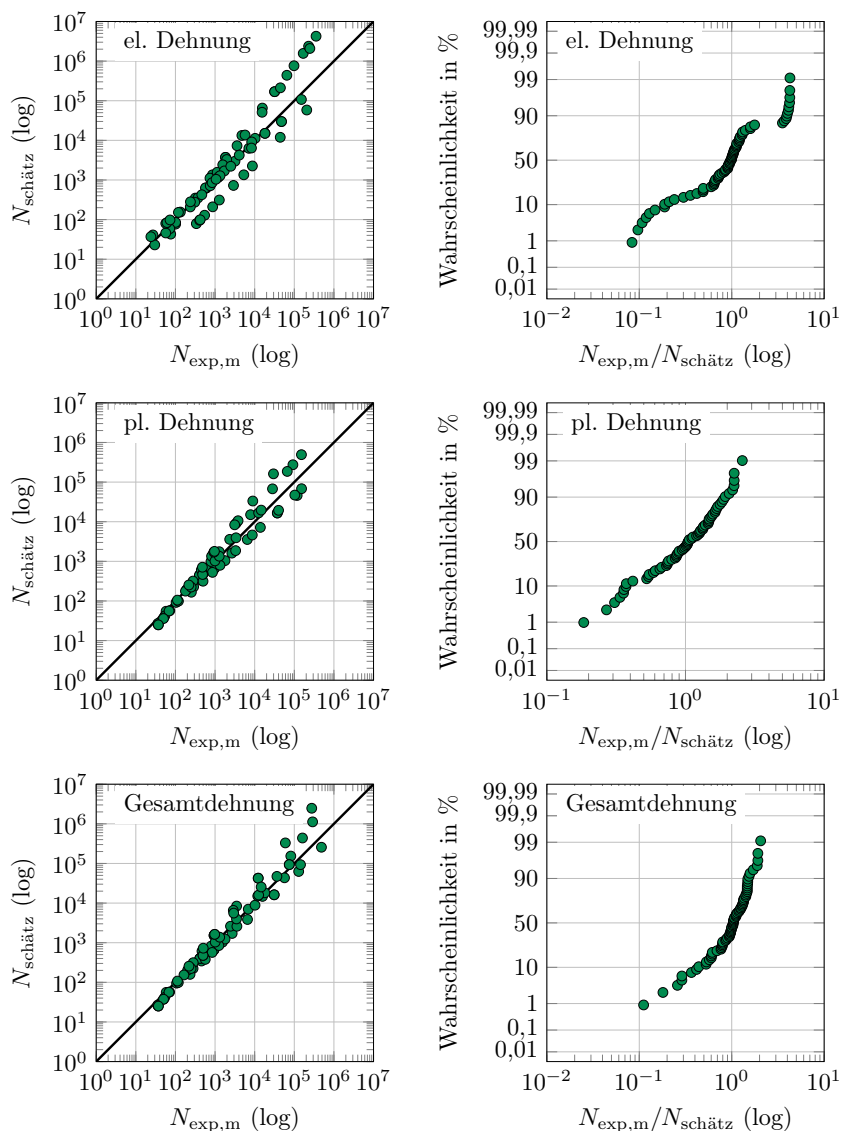 el. Dehnung
N_schätz (log)
10^7
10^6
10^5
10^4
10^3
10^2
10^1
10^0
10^0 10^1 10^2 10^3 10^4 10^5 10^6 10^7
N_exp,m (log)
el. Dehnung
Wahrscheinlichkeit in %
99,99
99,9
99
90
50
10
1
0,1
0,01
10^−2 10^−1 10^0 10^1
N_exp,m/N_schätz (log)
pl. Dehnung
N_schätz (log)
10^7
10^6
10^5
10^4
10^3
10^2
10^1
10^0
10^0 10^1 10^2 10^3 10^4 10^5 10^6 10^7
N_exp,m (log)
pl. Dehnung
Wahrscheinlichkeit in %
99,99
99,9
99
90
50
10
1
0,1
0,01
10^−1 10^0 10^1
N_exp,m/N_schätz (log)
Gesamtdehnung
N_schätz (log)
10^7
10^6
10^5
10^4
10^3
10^2
10^1
10^0
10^0 10^1 10^2 10^3 10^4 10^5 10^6 10^7
N_exp,m (log)
Gesamtdehnung
Wahrscheinlichkeit in %
99,99
99,9
99
90
50
10
1
0,1
0,01
10^−2 10^−1 10^0 10^1
N_exp,m/N_schätz (log)